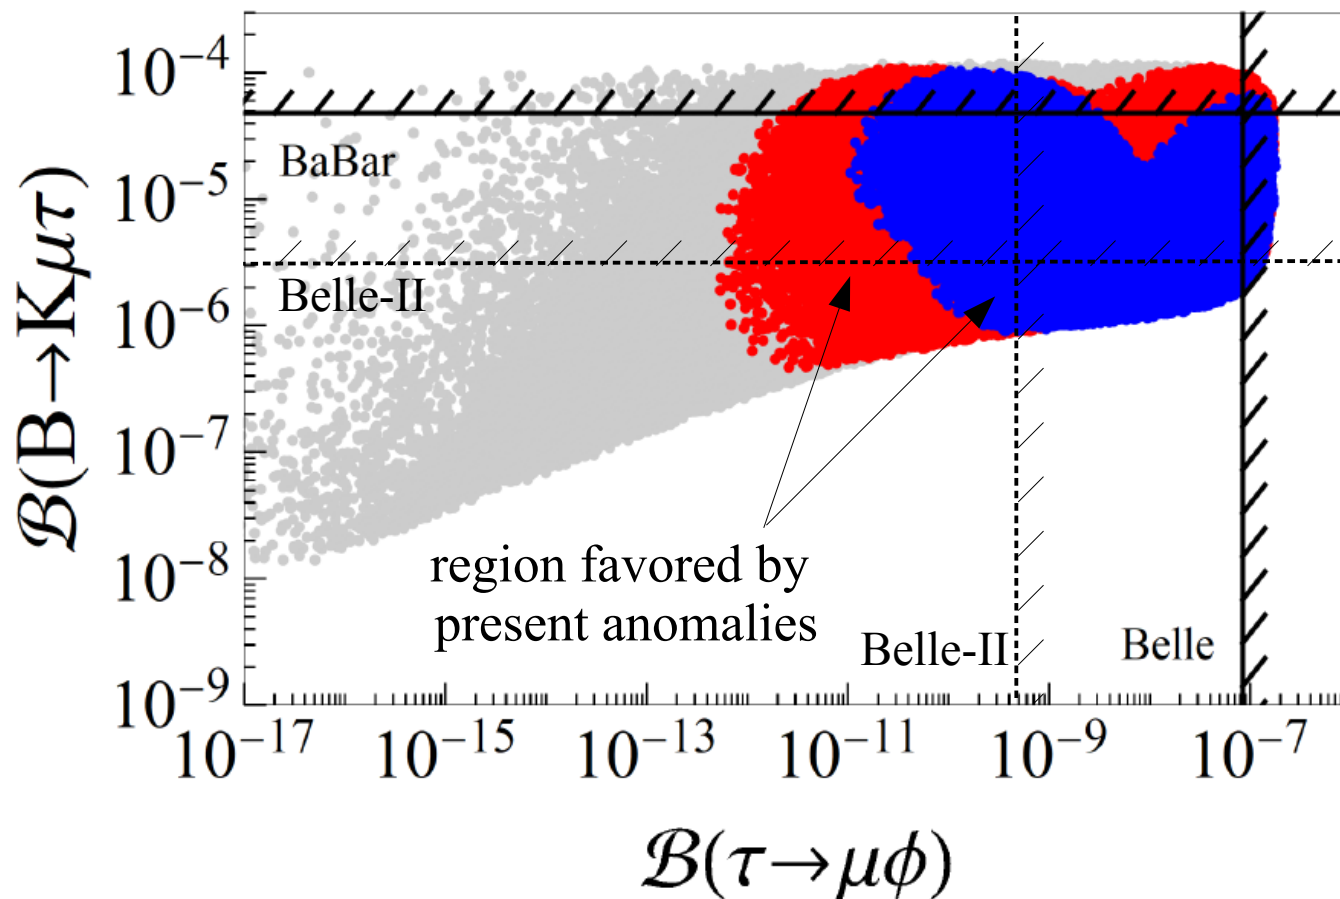 10⁻⁴
BaBar
10⁻⁵
Belle-II
10⁻⁶
10⁻⁷
10⁻⁸
10⁻⁹
ℬ(B→Kμτ)
region favored by
present anomalies
Belle-II
Belle
10⁻¹⁷ 10⁻¹⁵ 10⁻¹³ 10⁻¹¹ 10⁻⁹ 10⁻⁷
ℬ(τ→μϕ)